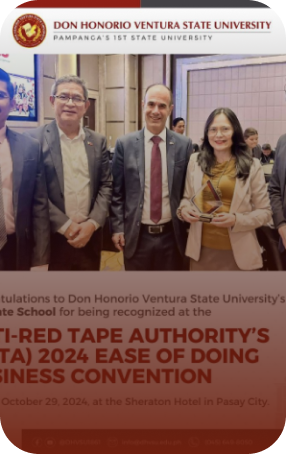 DON HONORIO VENTURA STATE UNIVERSITY
PAMPANGA'S 1ST STATE UNIVERSITY
tulations to Don Honorio Ventura State University's
te School for being recognized at the
TI-RED TAPE AUTHORITY'S
TA) 2024 EASE OF DOING
SINESS CONVENTION
October 29, 2024, at the Sheraton Hotel in Pasay City